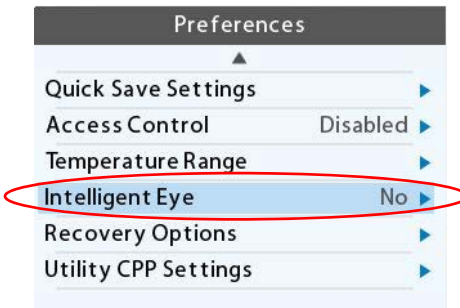 Preferences
Quick Save Settings
Access Control Disabled
Temperature Range
Intelligent Eye No
Recovery Options
Utility CPP Settings